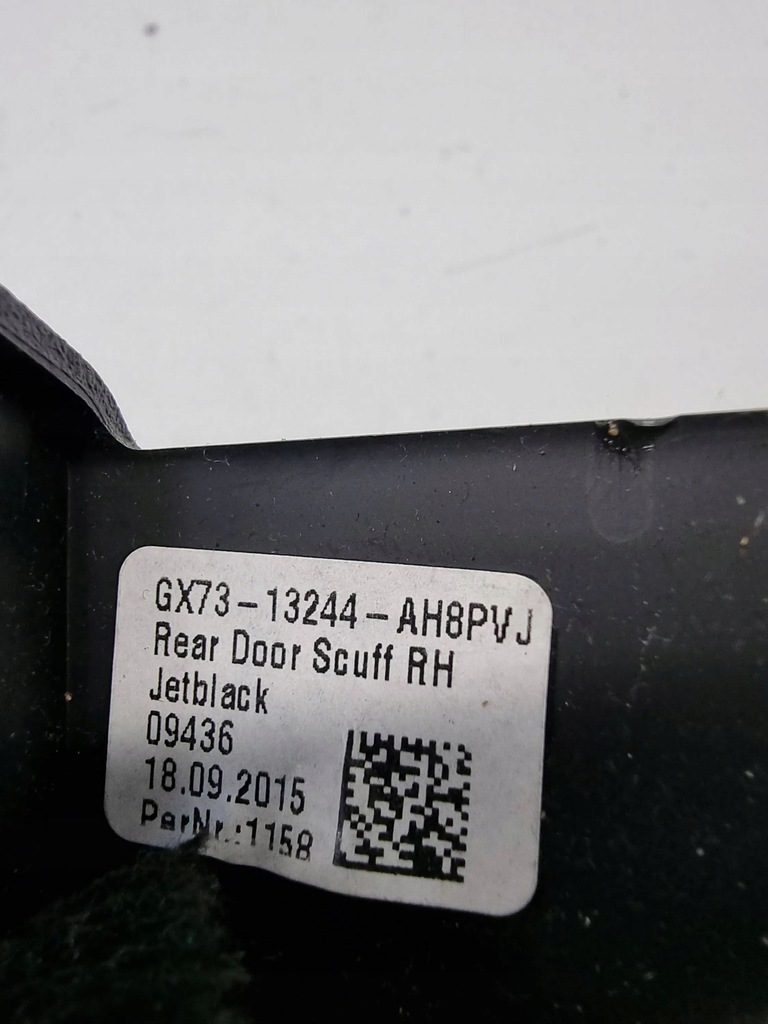 GX73-13244-AH8PVJ
Rear Door Scuff RH
Jetblack
09436
18.09.2015
PerNr.:1158